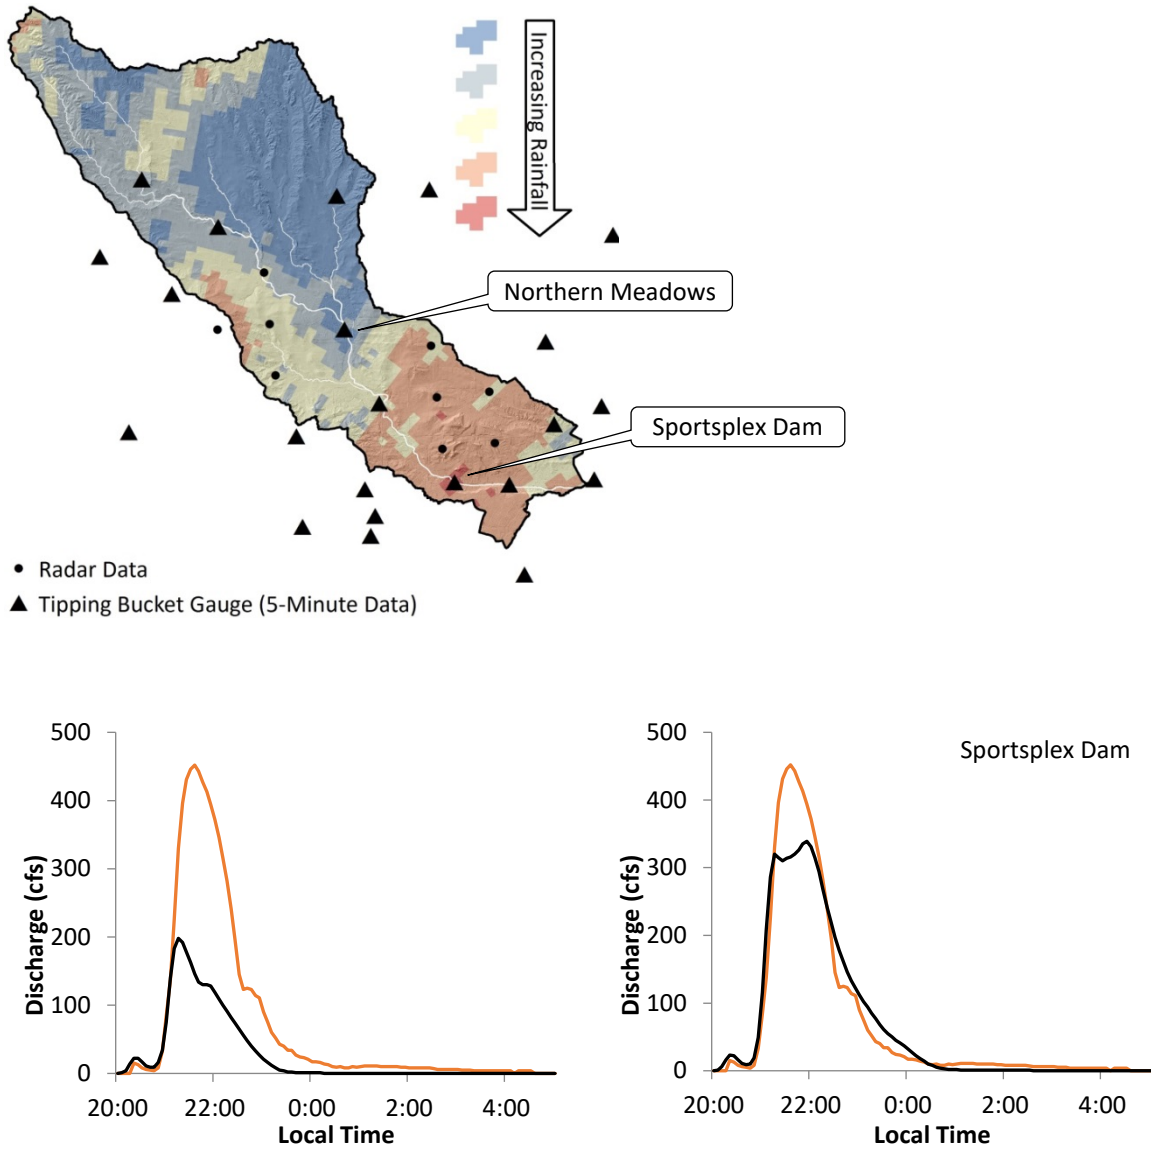 Increasing Rainfall
Northern Meadows
Sportsplex Dam
Radar Data
Tipping Bucket Gauge (5-Minute Data)
500
400
300
200
100
0
Discharge (cfs)
20:00 22:00 0:00 2:00 4:00
Local Time
Sportsplex Dam
500
400
300
200
100
0
Discharge (cfs)
20:00 22:00 0:00 2:00 4:00
Local Time